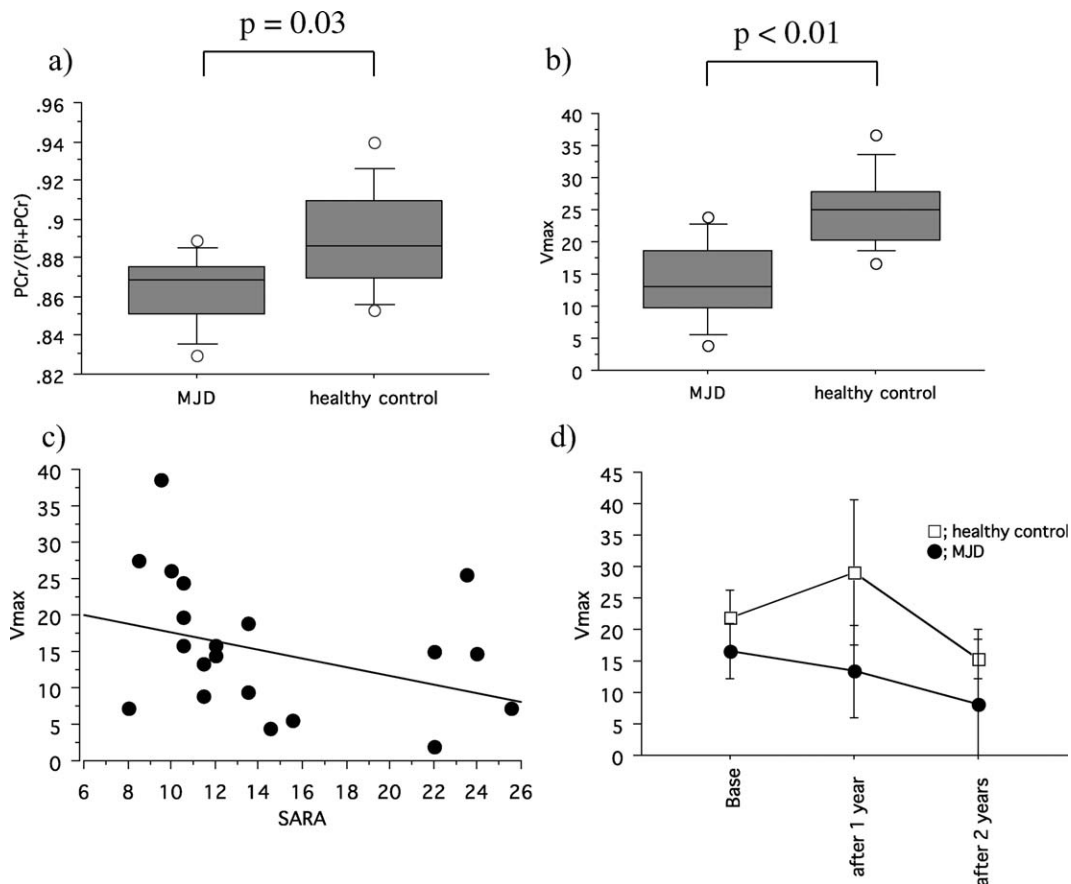 a)
p = 0.03
.96
.94
.92
.9
.88
.86
.84
.82
PCr/(Pi+PCr)
MJD
healthy control
b)
p < 0.01
40
35
30
25
20
15
10
5
0
Vmax
MJD
healthy control
c)
40
35
30
25
20
15
10
5
0
Vmax
6
8
10
12
14
16
18
20
22
24
26
SARA
d)
45
40
35
30
25
20
15
10
5
0
Vmax
□; healthy control
●; MJD
Base
after 1 year
after 2 years